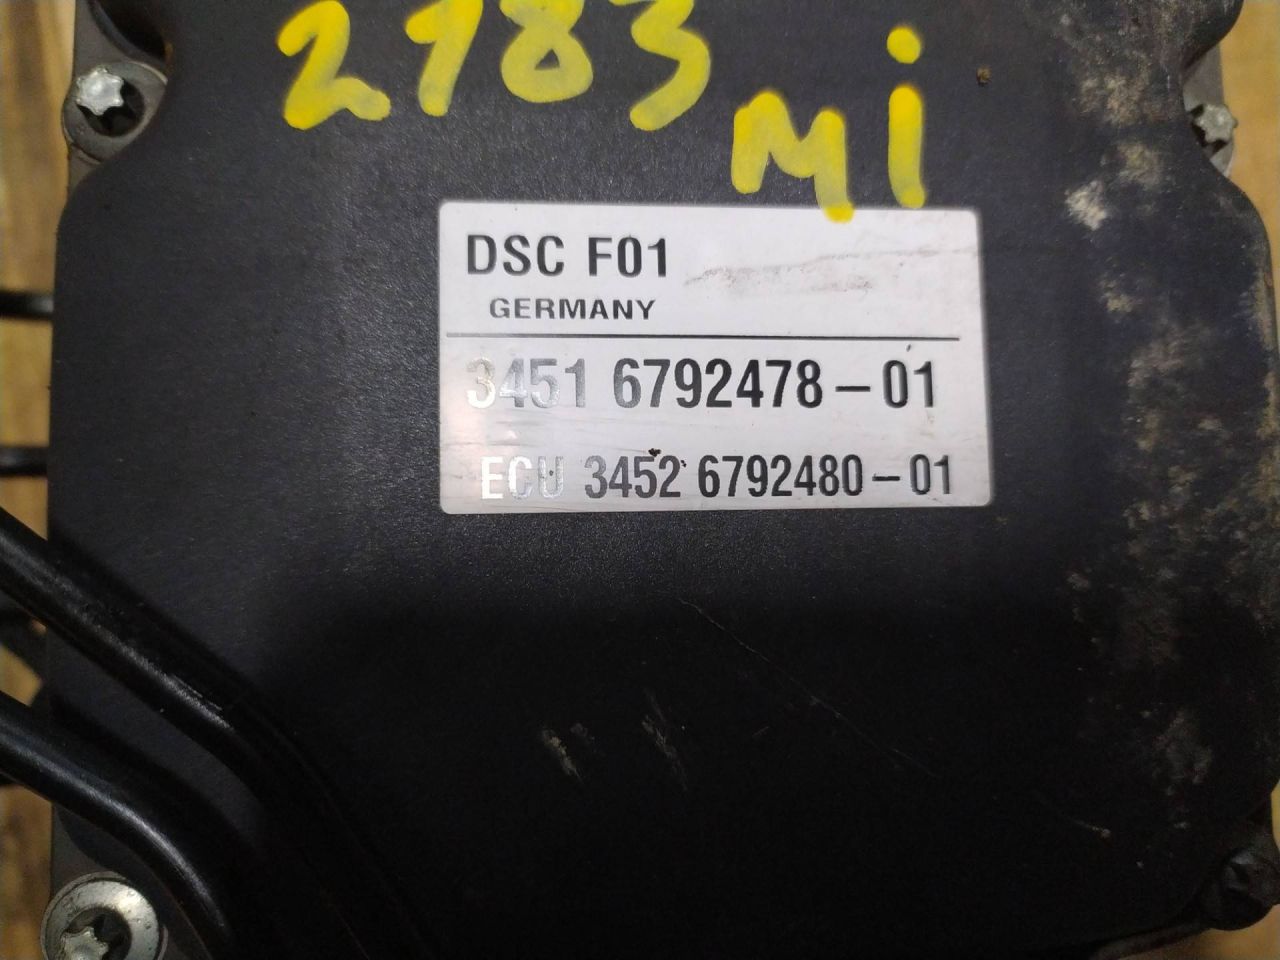 2183
Mi
DSC F01
GERMANY
3451 6792478-01
ECU 3452 6792480-01